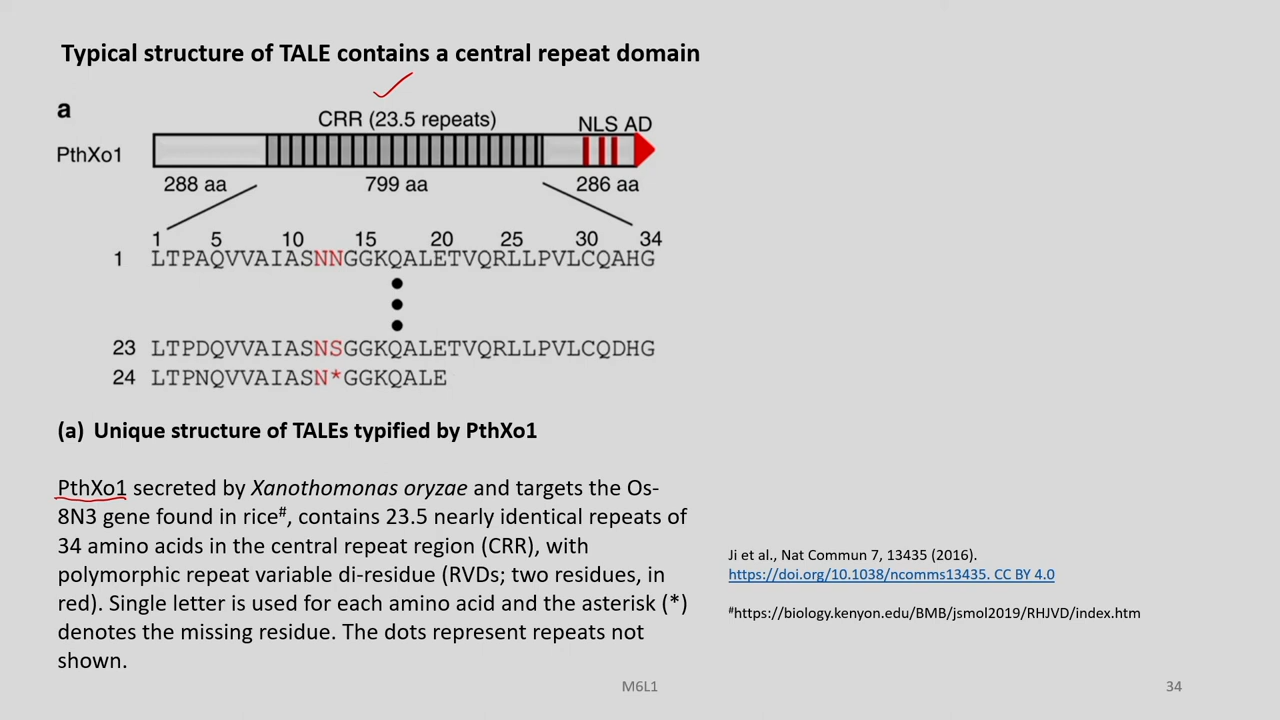 Typical structure of TALE contains a central repeat domain
a
CRR (23.5 repeats)
NLS AD
PthXo1
288 aa 799 aa 286 aa
1 5 10 15 20 25 30 34
1 LTPAQVVAIASNNGGKQALETVQRLLPVLCQAHG
23 LTPDQVVAIASNSGGKQALETVQRLLPVLCQDHG
24 LTPNQVVAIASN*GGKQALE
(a) Unique structure of TALEs typified by PthXo1
PthXo1 secreted by Xanothomonas oryzae and targets the Os-
8N3 gene found in rice#, contains 23.5 nearly identical repeats of
34 amino acids in the central repeat region (CRR), with
polymorphic repeat variable di-residue (RVDs; two residues, in
red). Single letter is used for each amino acid and the asterisk (*)
denotes the missing residue. The dots represent repeats not
shown.
Ji et al., Nat Commun 7, 13435 (2016).
https://doi.org/10.1038/ncomms13435. CC BY 4.0
#https://biology.kenyon.edu/BMB/jsmol2019/RHJVD/index.htm
M6L1
34